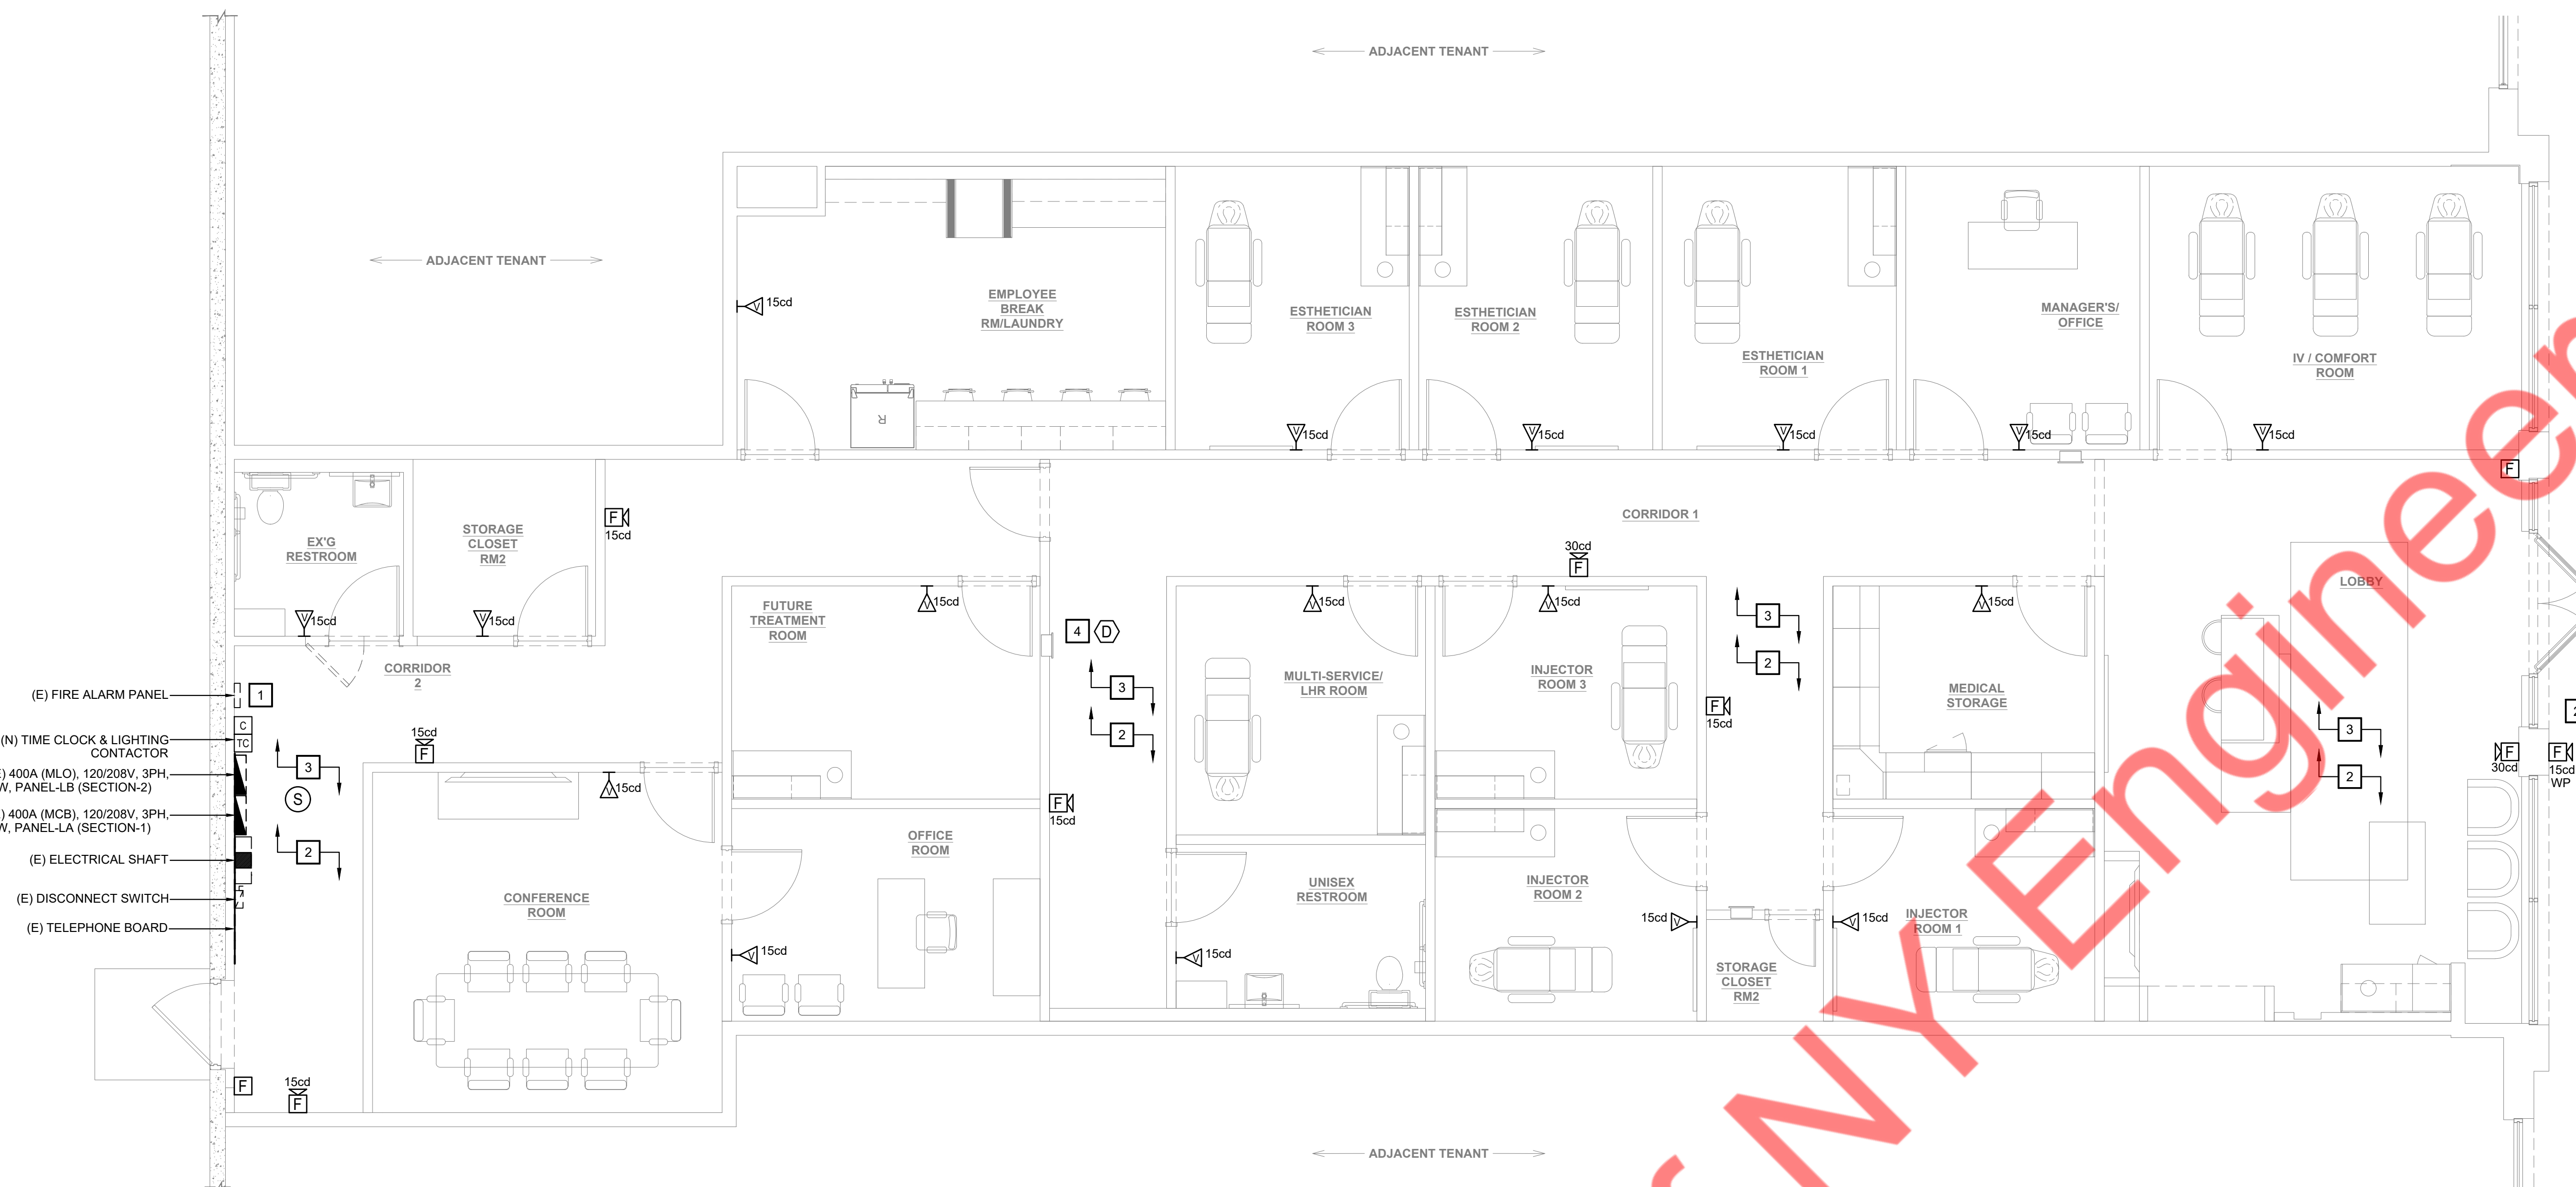 ADJACENT TENANT
ADJACENT TENANT
EMPLOYEE
BREAK
RM/LAUNDRY
V 15cd
R
ESTHETICIAN
ROOM 3
V 15cd
ESTHETICIAN
ROOM 2
V 15cd
ESTHETICIAN
ROOM 1
V 15cd
MANAGER'S/
OFFICE
V 15cd
IV / COMFORT
ROOM
V 15cd
F
EX'G
RESTROOM
V 15cd
STORAGE
CLOSET
RM2
V 15cd
F
15cd
CORRIDOR 1
30cd
F
CORRIDOR
2
FUTURE
TREATMENT
ROOM
V 15cd
4 D
3
2
MULTI-SERVICE/
LHR ROOM
V 15cd
INJECTOR
ROOM 3
V 15cd
3
2
F
15cd
MEDICAL
STORAGE
V 15cd
LOBBY
3
2
F
30cd
F
15cd
WP
(E) FIRE ALARM PANEL
1
C
TC
(N) TIME CLOCK & LIGHTING
CONTACTOR
) 400A (MLO), 120/208V, 3PH,
W, PANEL-LB (SECTION-2)
) 400A (MCB), 120/208V, 3PH,
W, PANEL-LA (SECTION-1)
(E) ELECTRICAL SHAFT
(E) DISCONNECT SWITCH
(E) TELEPHONE BOARD
3
S
2
15cd
F
V 15cd
CONFERENCE
ROOM
OFFICE
ROOM
V 15cd
F
15cd
UNISEX
RESTROOM
V 15cd
INJECTOR
ROOM 2
15cd V
STORAGE
CLOSET
RM2
V 15cd
INJECTOR
ROOM 1
F
15cd
F
ADJACENT TENANT
NY Engineer